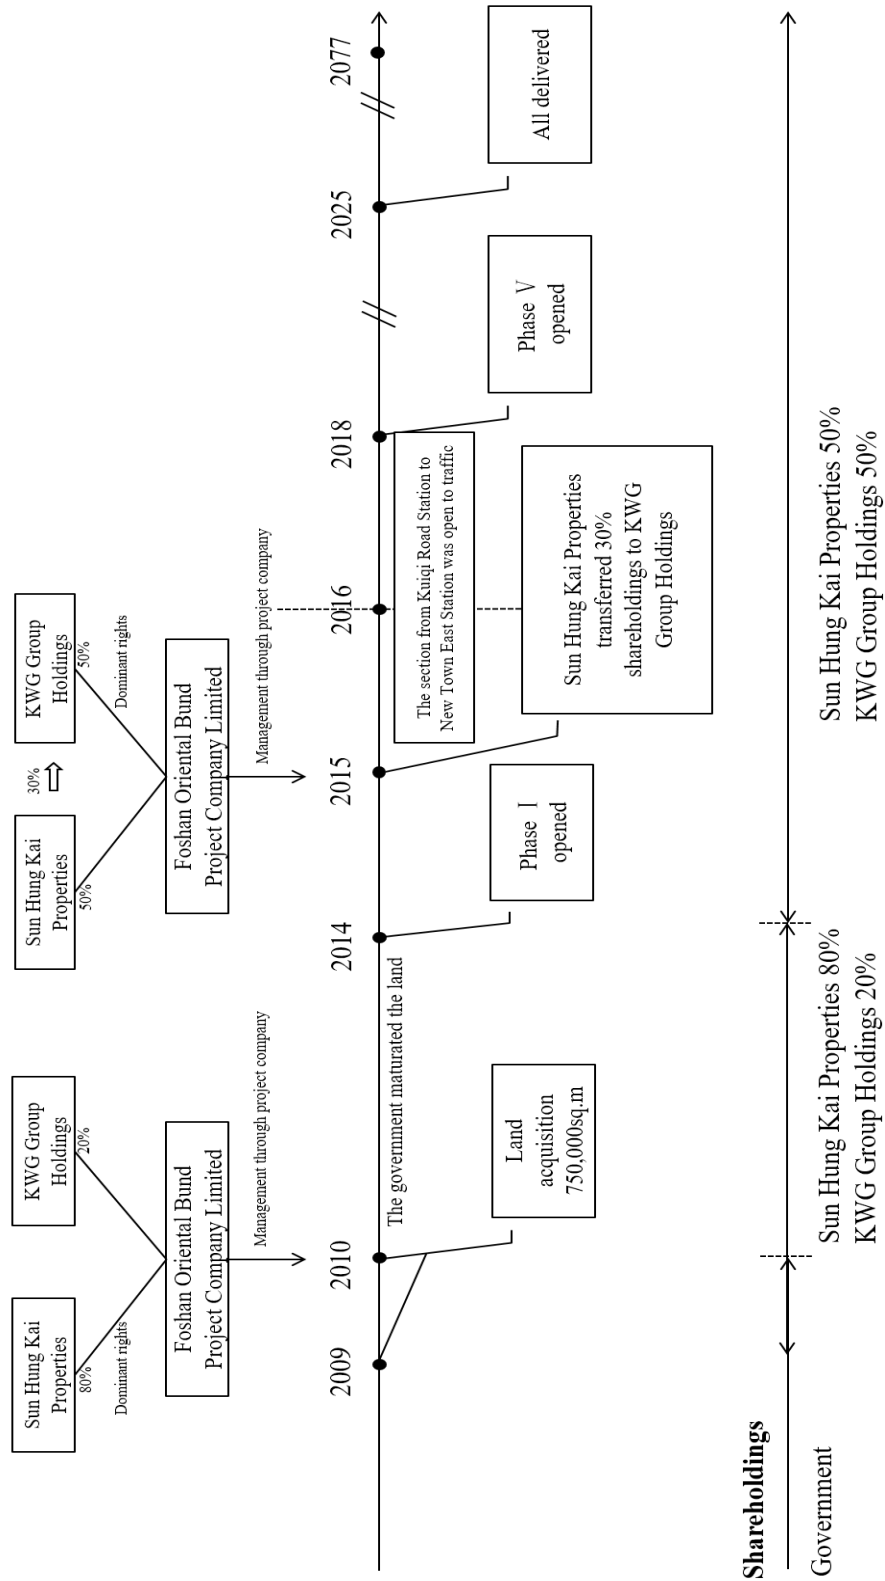 Sun Hung Kai
Properties
80%
KWG Group
Holdings
20%
Dominant rights
Foshan Oriental Bund
Project Company Limited
Management through project company
Sun Hung Kai
Properties
50%
30%
KWG Group
Holdings
50%
Dominant rights
Foshan Oriental Bund
Project Company Limited
Management through project company
2009
2010
2014
2015
2016
2018
2025
2077
The government maturated the land
The section from Kuiqi Road Station to
New Town East Station was open to traffic
Land
acquisition
750,000sq.m
Phase Ⅰ
opened
Sun Hung Kai Properties
transferred 30%
shareholdings to KWG
Group Holdings
Phase Ⅴ
opened
All delivered
Shareholdings
Government
Sun Hung Kai Properties 80%
KWG Group Holdings 20%
Sun Hung Kai Properties 50%
KWG Group Holdings 50%